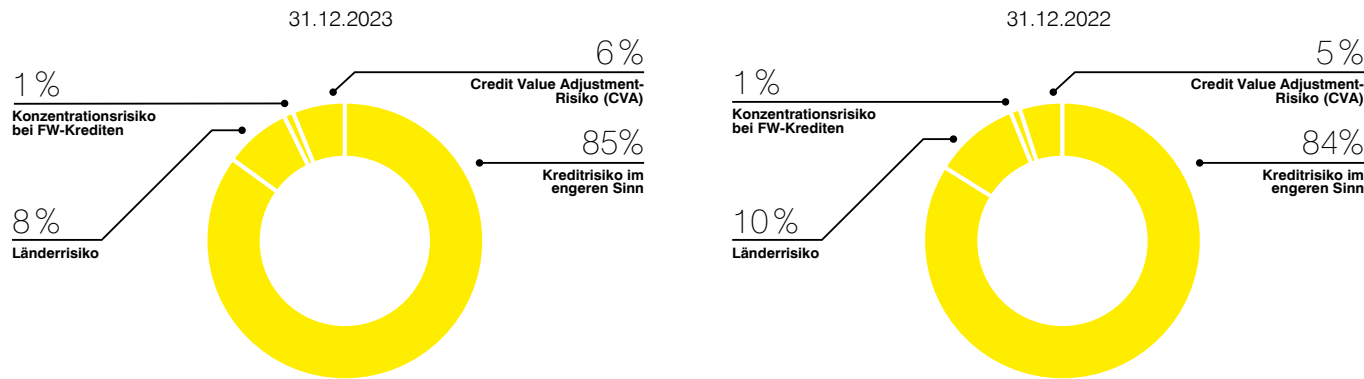 31.12.2023
6 %
Credit Value Adjustment-
Risiko (CVA)
1 %
Konzentrationsrisiko
bei FW-Krediten
85%
Kreditrisiko im
engeren Sinn
8 %
Länderrisiko
31.12.2022
5 %
Credit Value Adjustment-
Risiko (CVA)
1 %
Konzentrationsrisiko
bei FW-Krediten
84%
Kreditrisiko im
engeren Sinn
10 %
Länderrisiko